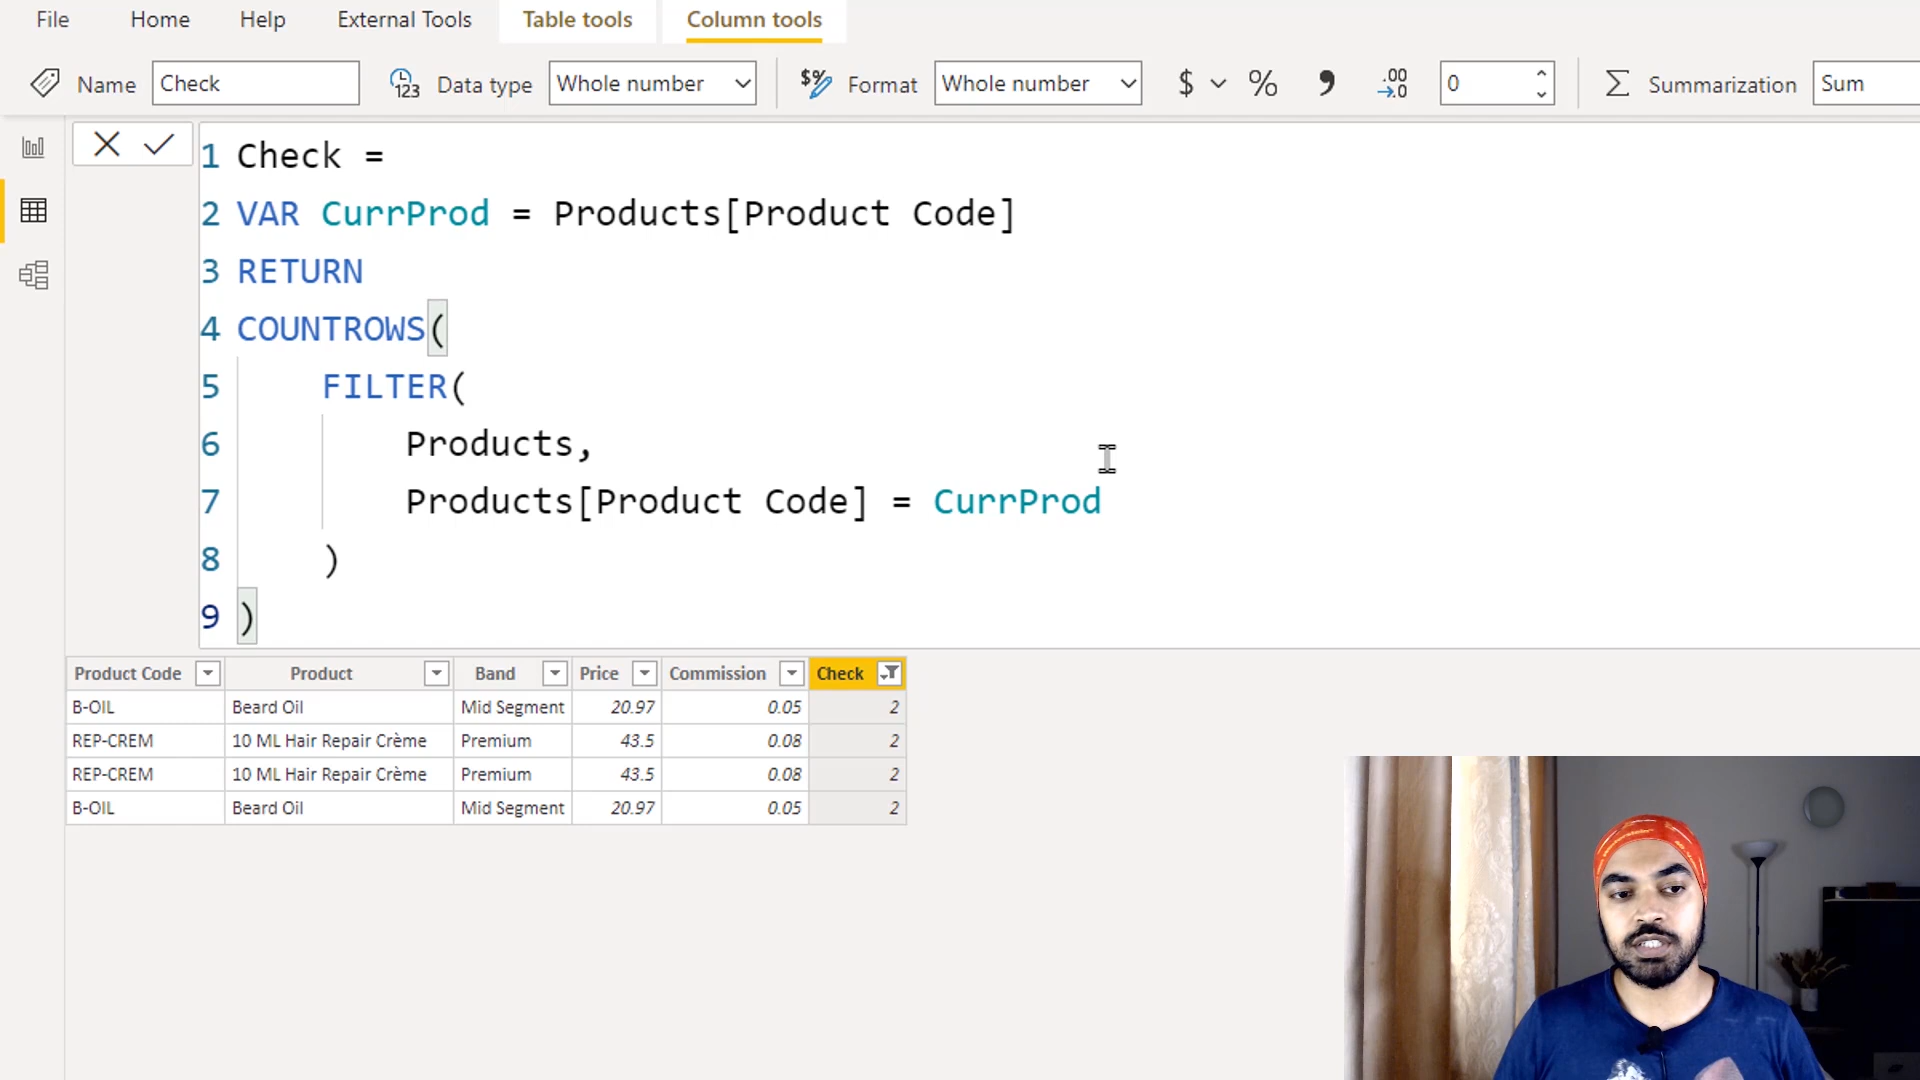 File Home Help External Tools Table tools Column tools
Name Check 123 Data type Whole number $% Format Whole number $ % , .00 →.0 0 Σ Summarization Sum
1 Check =
2 VAR CurrProd = Products[Product Code]
3 RETURN
4 COUNTROWS(
5 FILTER(
6 Products,
7 Products[Product Code] = CurrProd
8 )
9 )
Product Code Product Band Price Commission Check
B-OIL Beard Oil Mid Segment 20.97 0.05 2
REP-CREM 10 ML Hair Repair Crème Premium 43.5 0.08 2
REP-CREM 10 ML Hair Repair Crème Premium 43.5 0.08 2
B-OIL Beard Oil Mid Segment 20.97 0.05 2